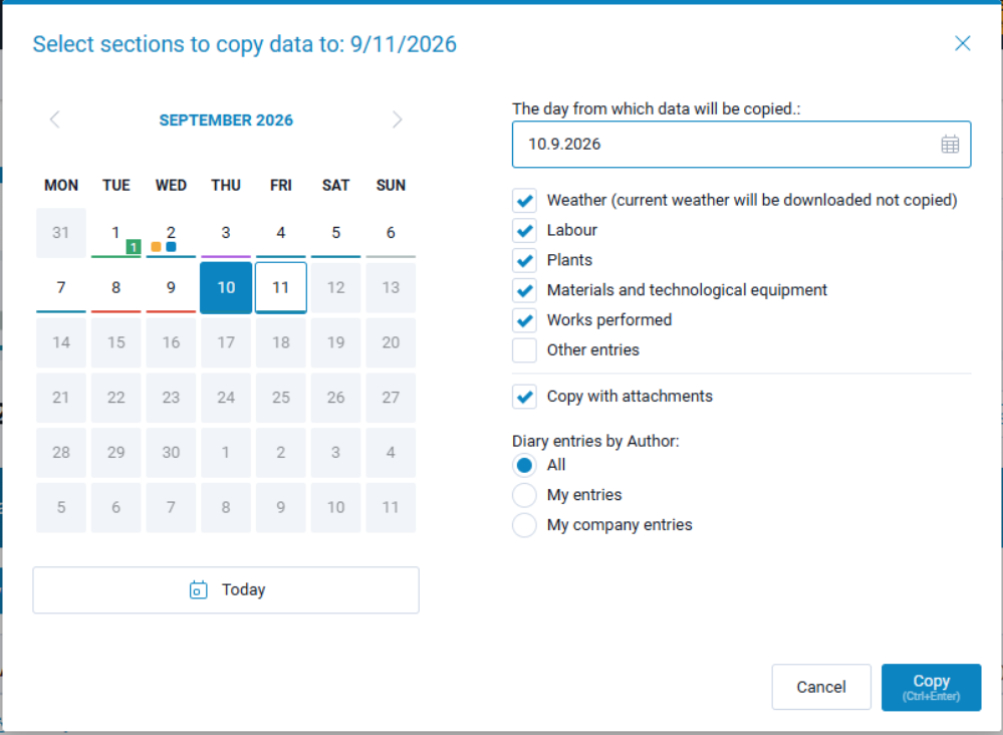 Select sections to copy data to: 9/11/2026
SEPTEMBER 2026
MON TUE WED THU FRI SAT SUN
31 1 2 3 4 5 6
1
7 8 9 10 11 12 13
14 15 16 17 18 19 20
21 22 23 24 25 26 27
28 29 30 1 2 3 4
5 6 7 8 9 10 11
Today
The day from which data will be copied.:
10.9.2026
Weather (current weather will be downloaded not copied)
Labour
Plants
Materials and technological equipment
Works performed
Other entries
Copy with attachments
Diary entries by Author:
All
My entries
My company entries
Cancel
Copy
(Ctrl+Enter)